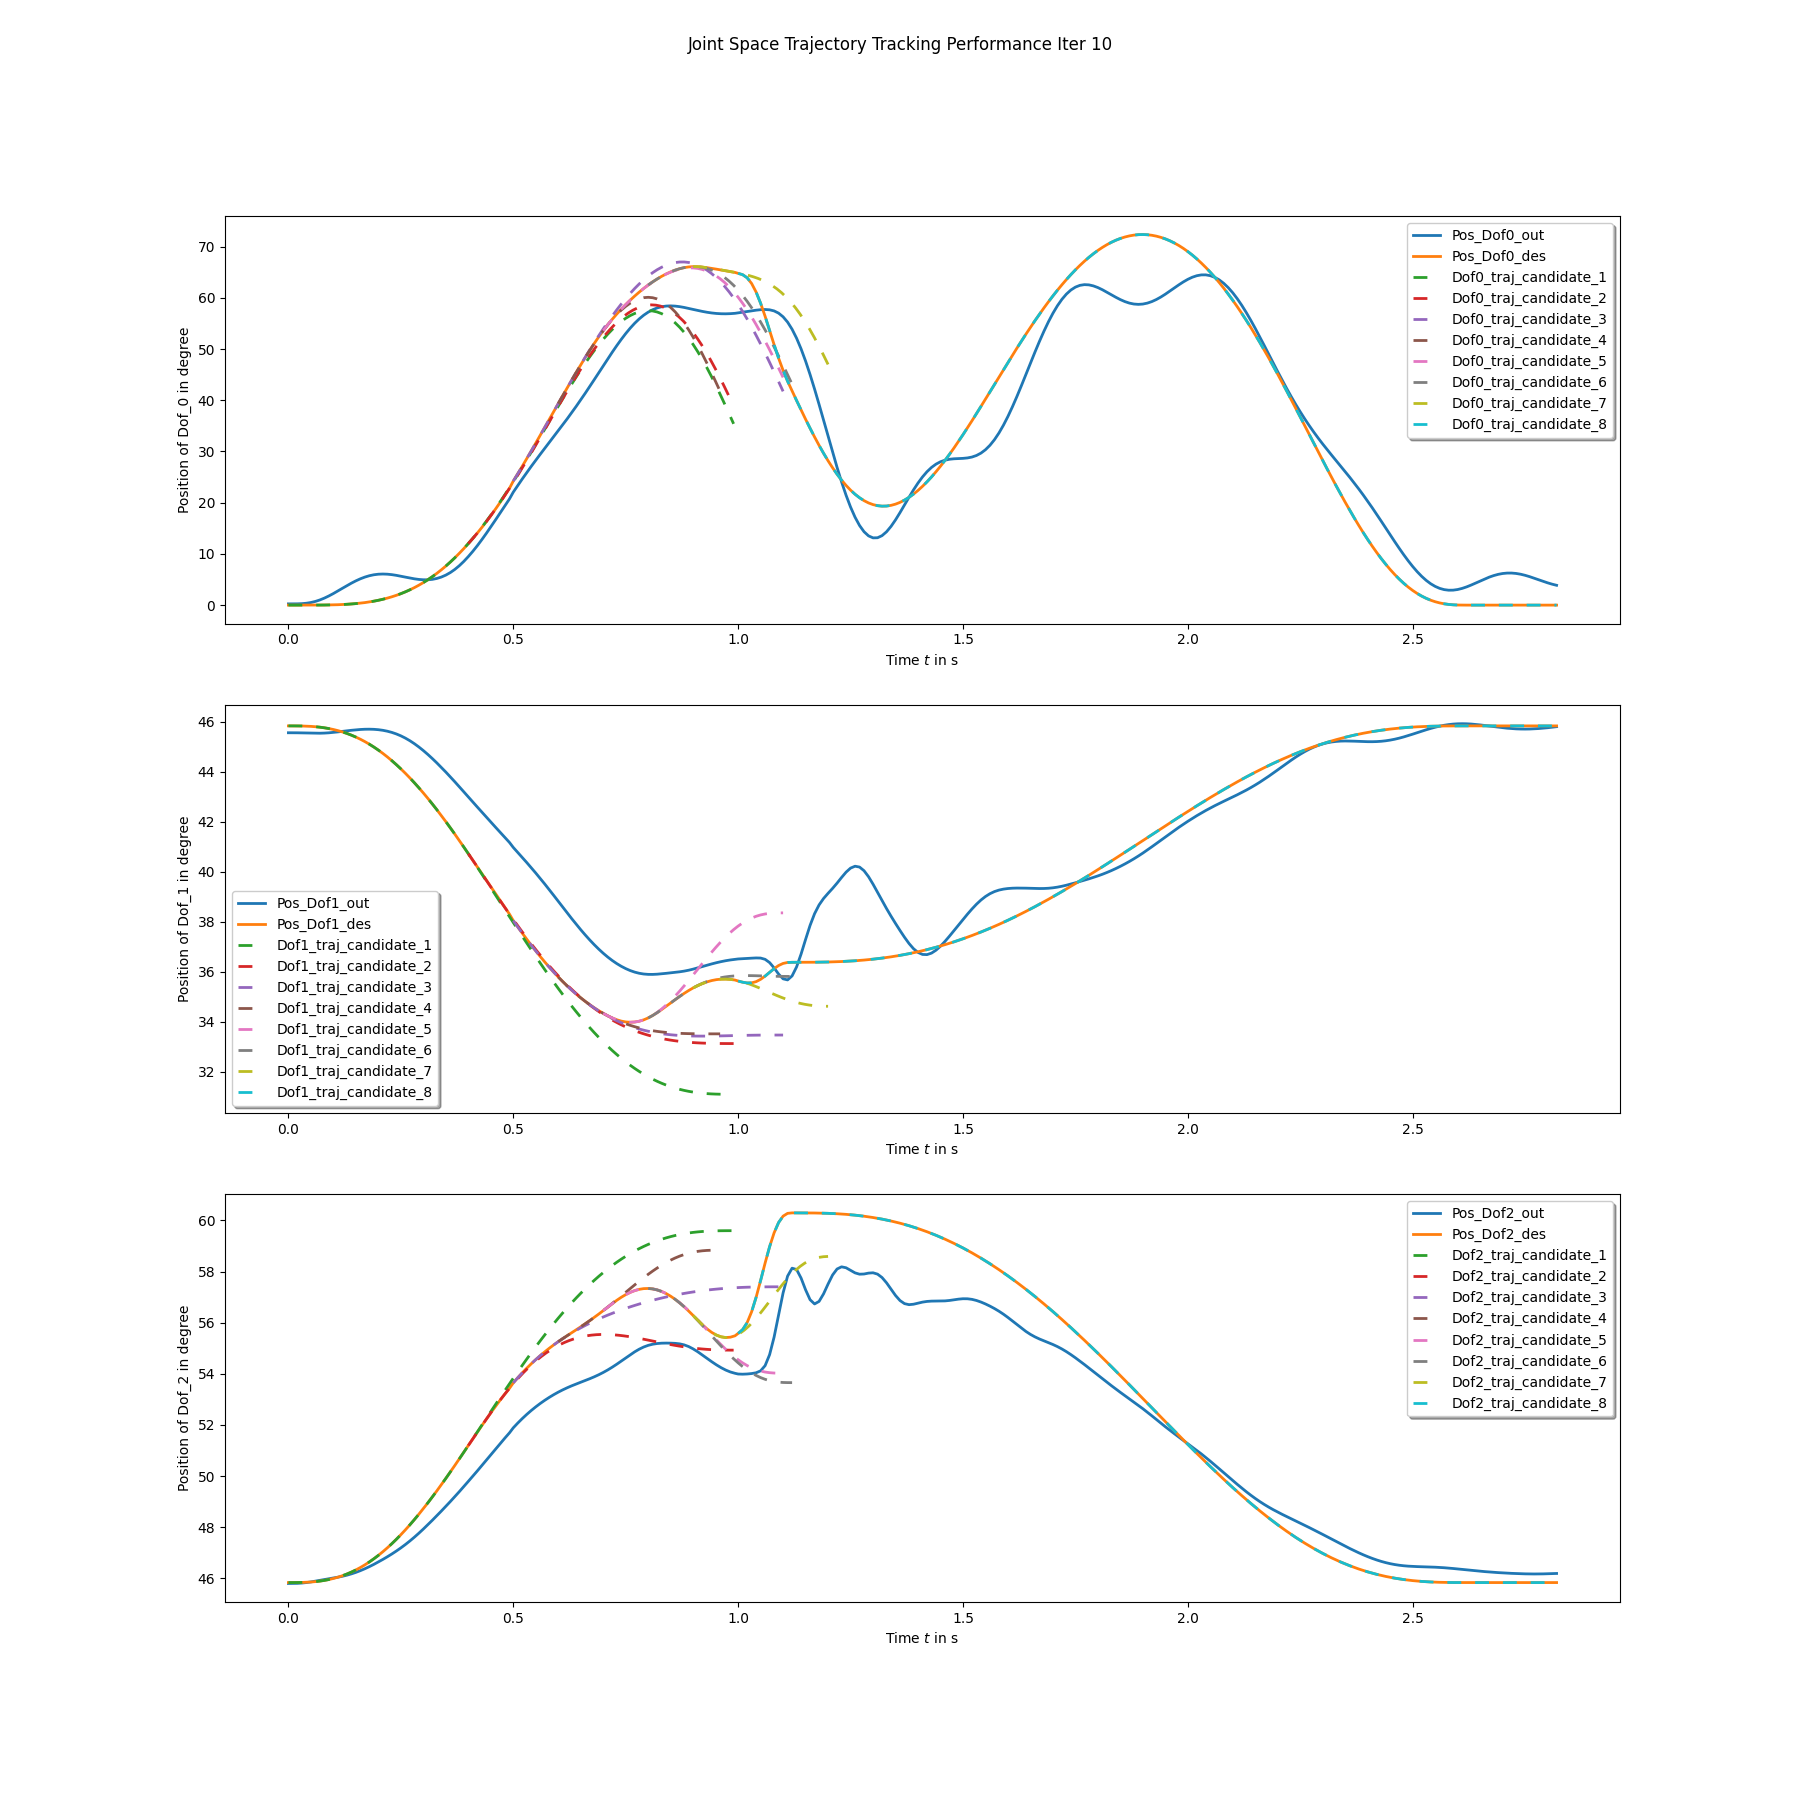 Joint Space Trajectory Tracking Performance Iter 10
Position of Dof_0 in degree
70
60
50
40
30
20
10
0
0.0 0.5 1.0 1.5 2.0 2.5
Time t in s
Pos_Dof0_out
Pos_Dof0_des
Dof0_traj_candidate_1
Dof0_traj_candidate_2
Dof0_traj_candidate_3
Dof0_traj_candidate_4
Dof0_traj_candidate_5
Dof0_traj_candidate_6
Dof0_traj_candidate_7
Dof0_traj_candidate_8
Position of Dof_1 in degree
46
44
42
40
38
36
34
32
0.0 0.5 1.0 1.5 2.0 2.5
Time t in s
Pos_Dof1_out
Pos_Dof1_des
Dof1_traj_candidate_1
Dof1_traj_candidate_2
Dof1_traj_candidate_3
Dof1_traj_candidate_4
Dof1_traj_candidate_5
Dof1_traj_candidate_6
Dof1_traj_candidate_7
Dof1_traj_candidate_8
Position of Dof_2 in degree
60
58
56
54
52
50
48
46
0.0 0.5 1.0 1.5 2.0 2.5
Time t in s
Pos_Dof2_out
Pos_Dof2_des
Dof2_traj_candidate_1
Dof2_traj_candidate_2
Dof2_traj_candidate_3
Dof2_traj_candidate_4
Dof2_traj_candidate_5
Dof2_traj_candidate_6
Dof2_traj_candidate_7
Dof2_traj_candidate_8